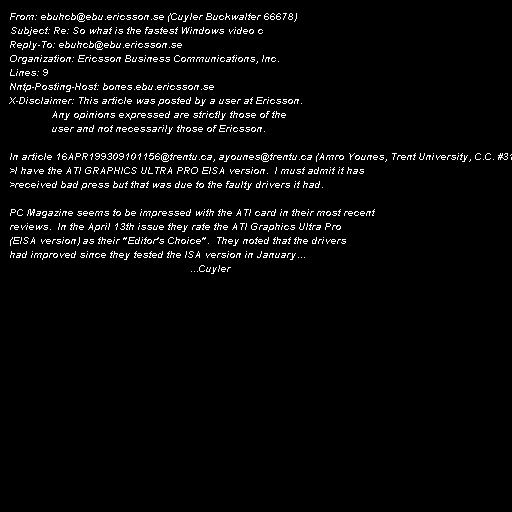 From: ebuhcb@ebu.ericsson.se (Cuyler Buckwalter 66678)
Subject: Re: So what is the fastest Windows video c
Reply-To: ebuhcb@ebu.ericsson.se
Organization: Ericsson Business Communications, Inc.
Lines: 9
Nntp-Posting-Host: bones.ebu.ericsson.se
X-Disclaimer: This article was posted by a user at Ericsson.
Any opinions expressed are strictly those of the
user and not necessarily those of Ericsson.

In article 16APR199309101156@trentu.ca, ayounes@trentu.ca (Amro Younes, Trent University, C.C. #31
>I have the ATI GRAPHICS ULTRA PRO EISA version.  I must admit it has
>received bad press but that was due to the faulty drivers it had.

PC Magazine seems to be impressed with the ATI card in their most recent
reviews.  In the April 13th issue they rate the ATI Graphics Ultra Pro
(EISA version) as their "Editor's Choice".  They noted that the drivers
had improved since they tested the ISA version in January...
...Cuyler